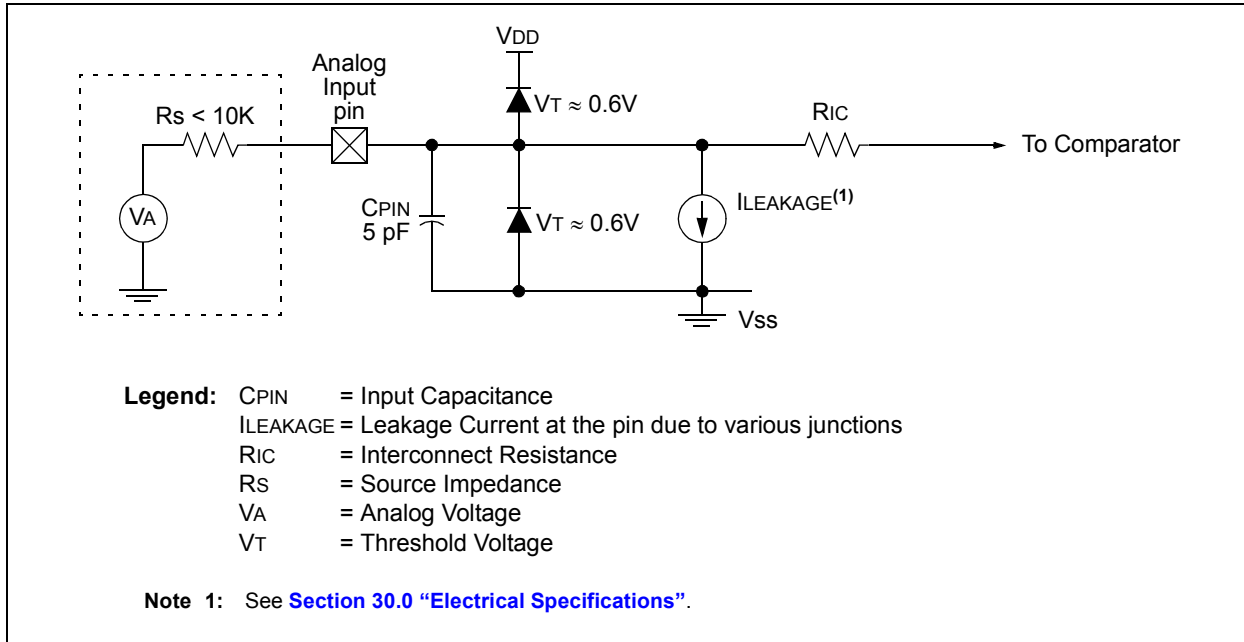 VDD
Analog
Input
pin
Rs < 10K
VT ≈ 0.6V
RIC
To Comparator
VA
CPIN
5 pF
VT ≈ 0.6V
ILEAKAGE(1)
Vss
Legend: CPIN = Input Capacitance
ILEAKAGE = Leakage Current at the pin due to various junctions
RIC = Interconnect Resistance
RS = Source Impedance
VA = Analog Voltage
VT = Threshold Voltage
Note 1: See Section 30.0 “Electrical Specifications”.